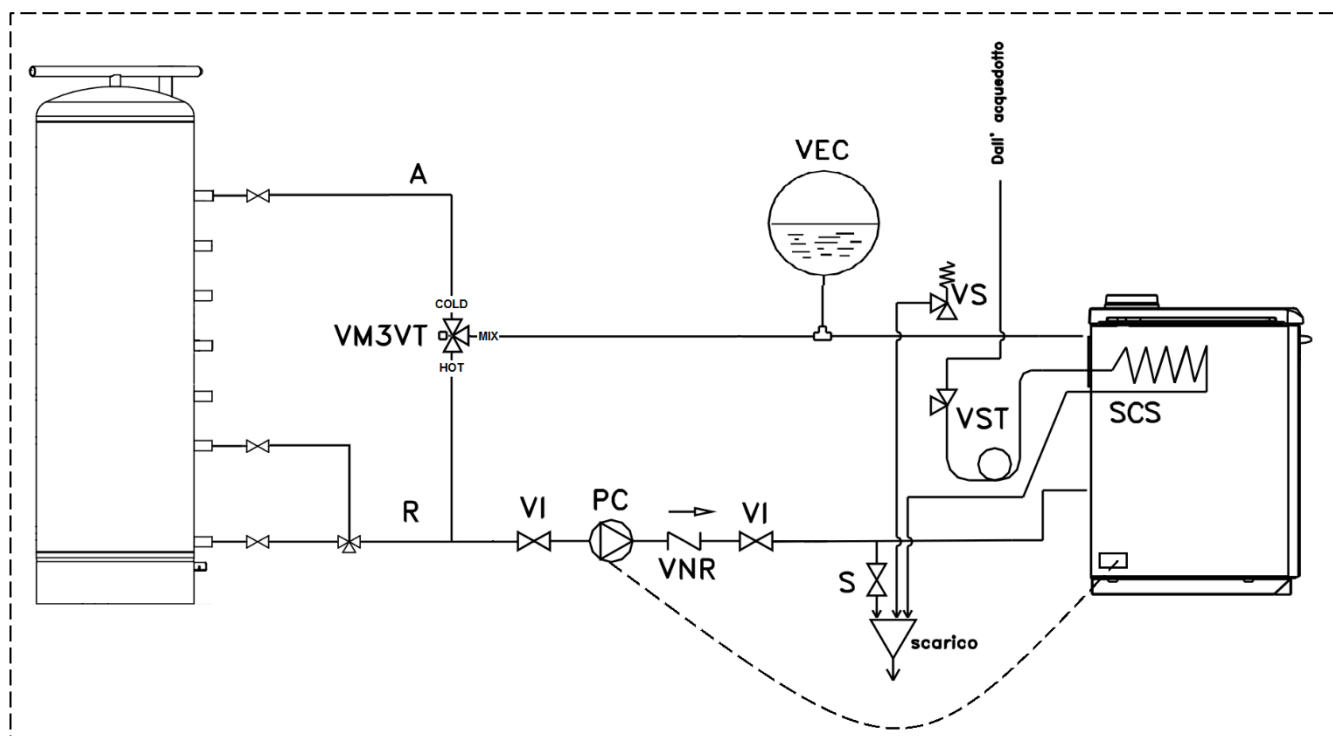 Dall' acquedotto
VEC
A
VS
COLD
VM3VT
MIX
HOT
VST
SCS
R
VI
PC
VI
VNR
S
scarico